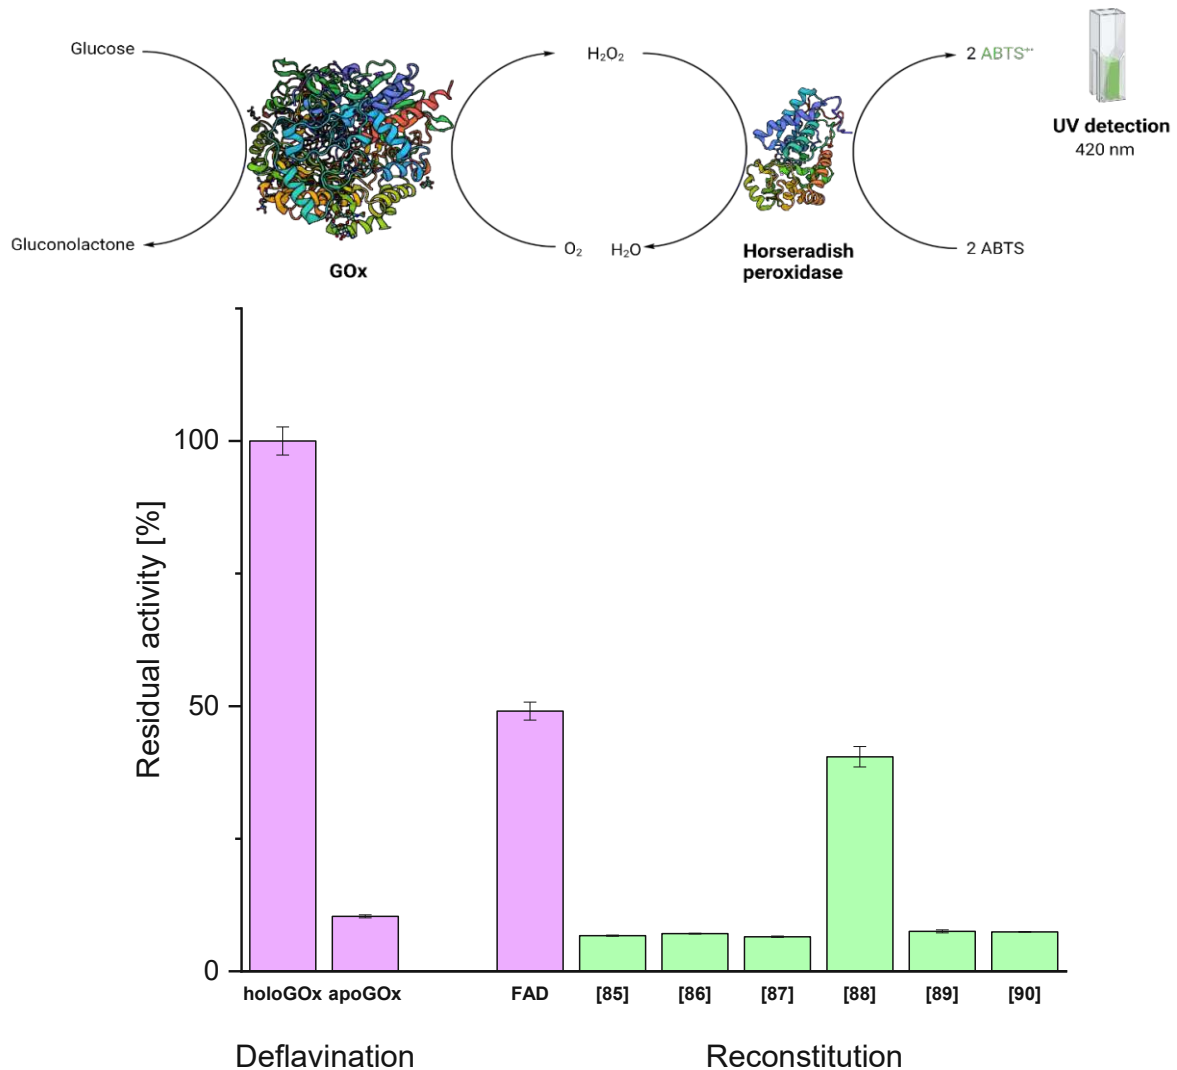 Glucose
H₂O₂
2 ABTS⁺•
UV detection
420 nm
Gluconolactone
O₂
H₂O
2 ABTS
GOx
Horseradish
peroxidase
Residual activity [%]
100
50
0
holoGOx apoGOx FAD [85] [86] [87] [88] [89] [90]
Deflavination Reconstitution